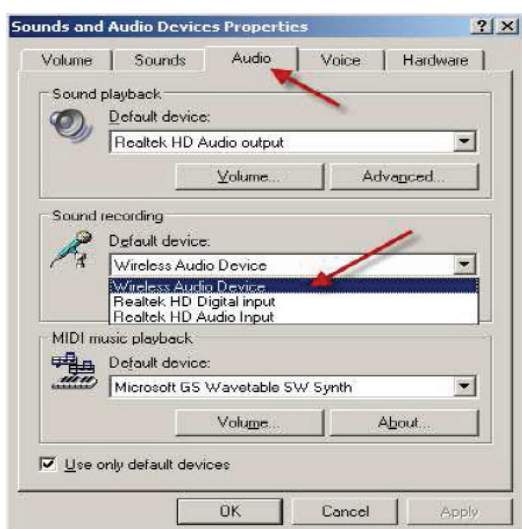 Sounds and Audio Devices Properties
Volume Sounds Audio Voice Hardware
Sound playback
Default device:
Realtek HD Audio output
Volume... Advanced...
Sound recording
Default device:
Wireless Audio Device
Wireless Audio Device
Realtek HD Digital input
Realtek HD Audio Input
MIDI music playback
Default device:
Microsoft GS Wavetable SW Synth
Volume... About...
Use only default devices
OK Cancel Apply